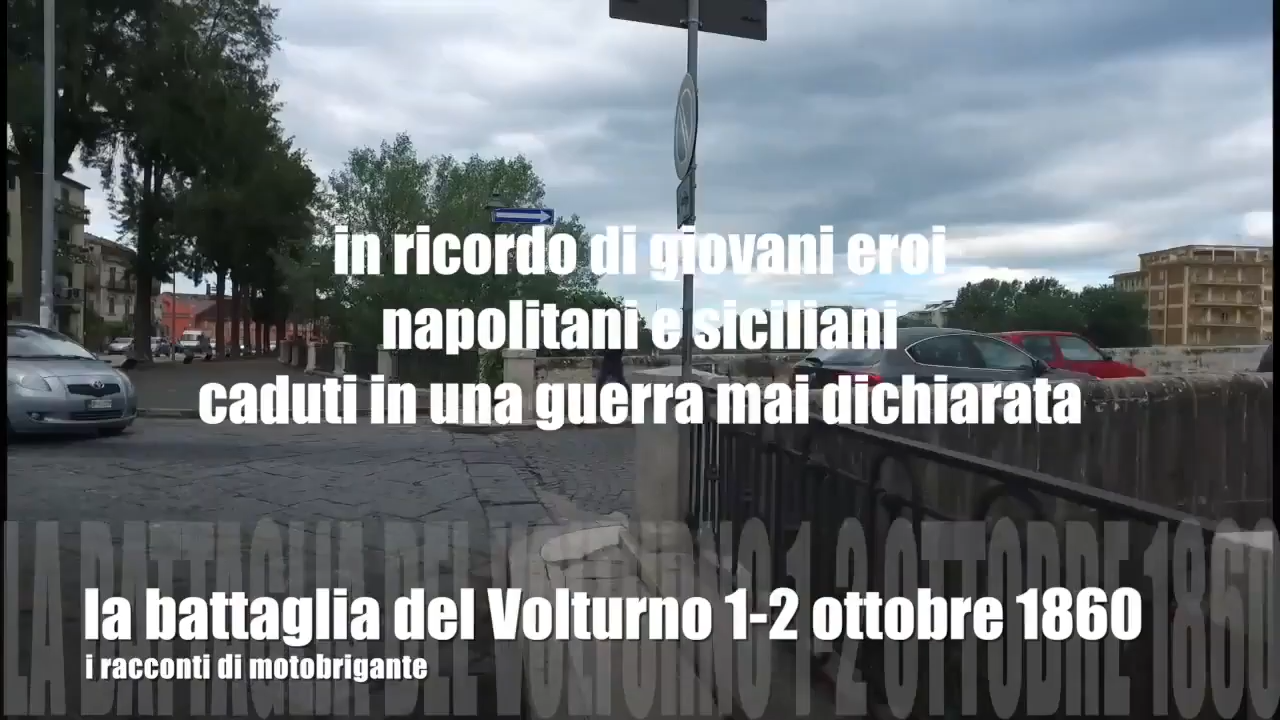 in ricordo di giovani eroi
napolitani e siciliani
caduti in una guerra mai dichiarata
LA BATTAGLIA DEL VOLTURNO 1-2 OTTOBRE 1860
la battaglia del Volturno 1-2 ottobre 1860
i racconti di motobrigante